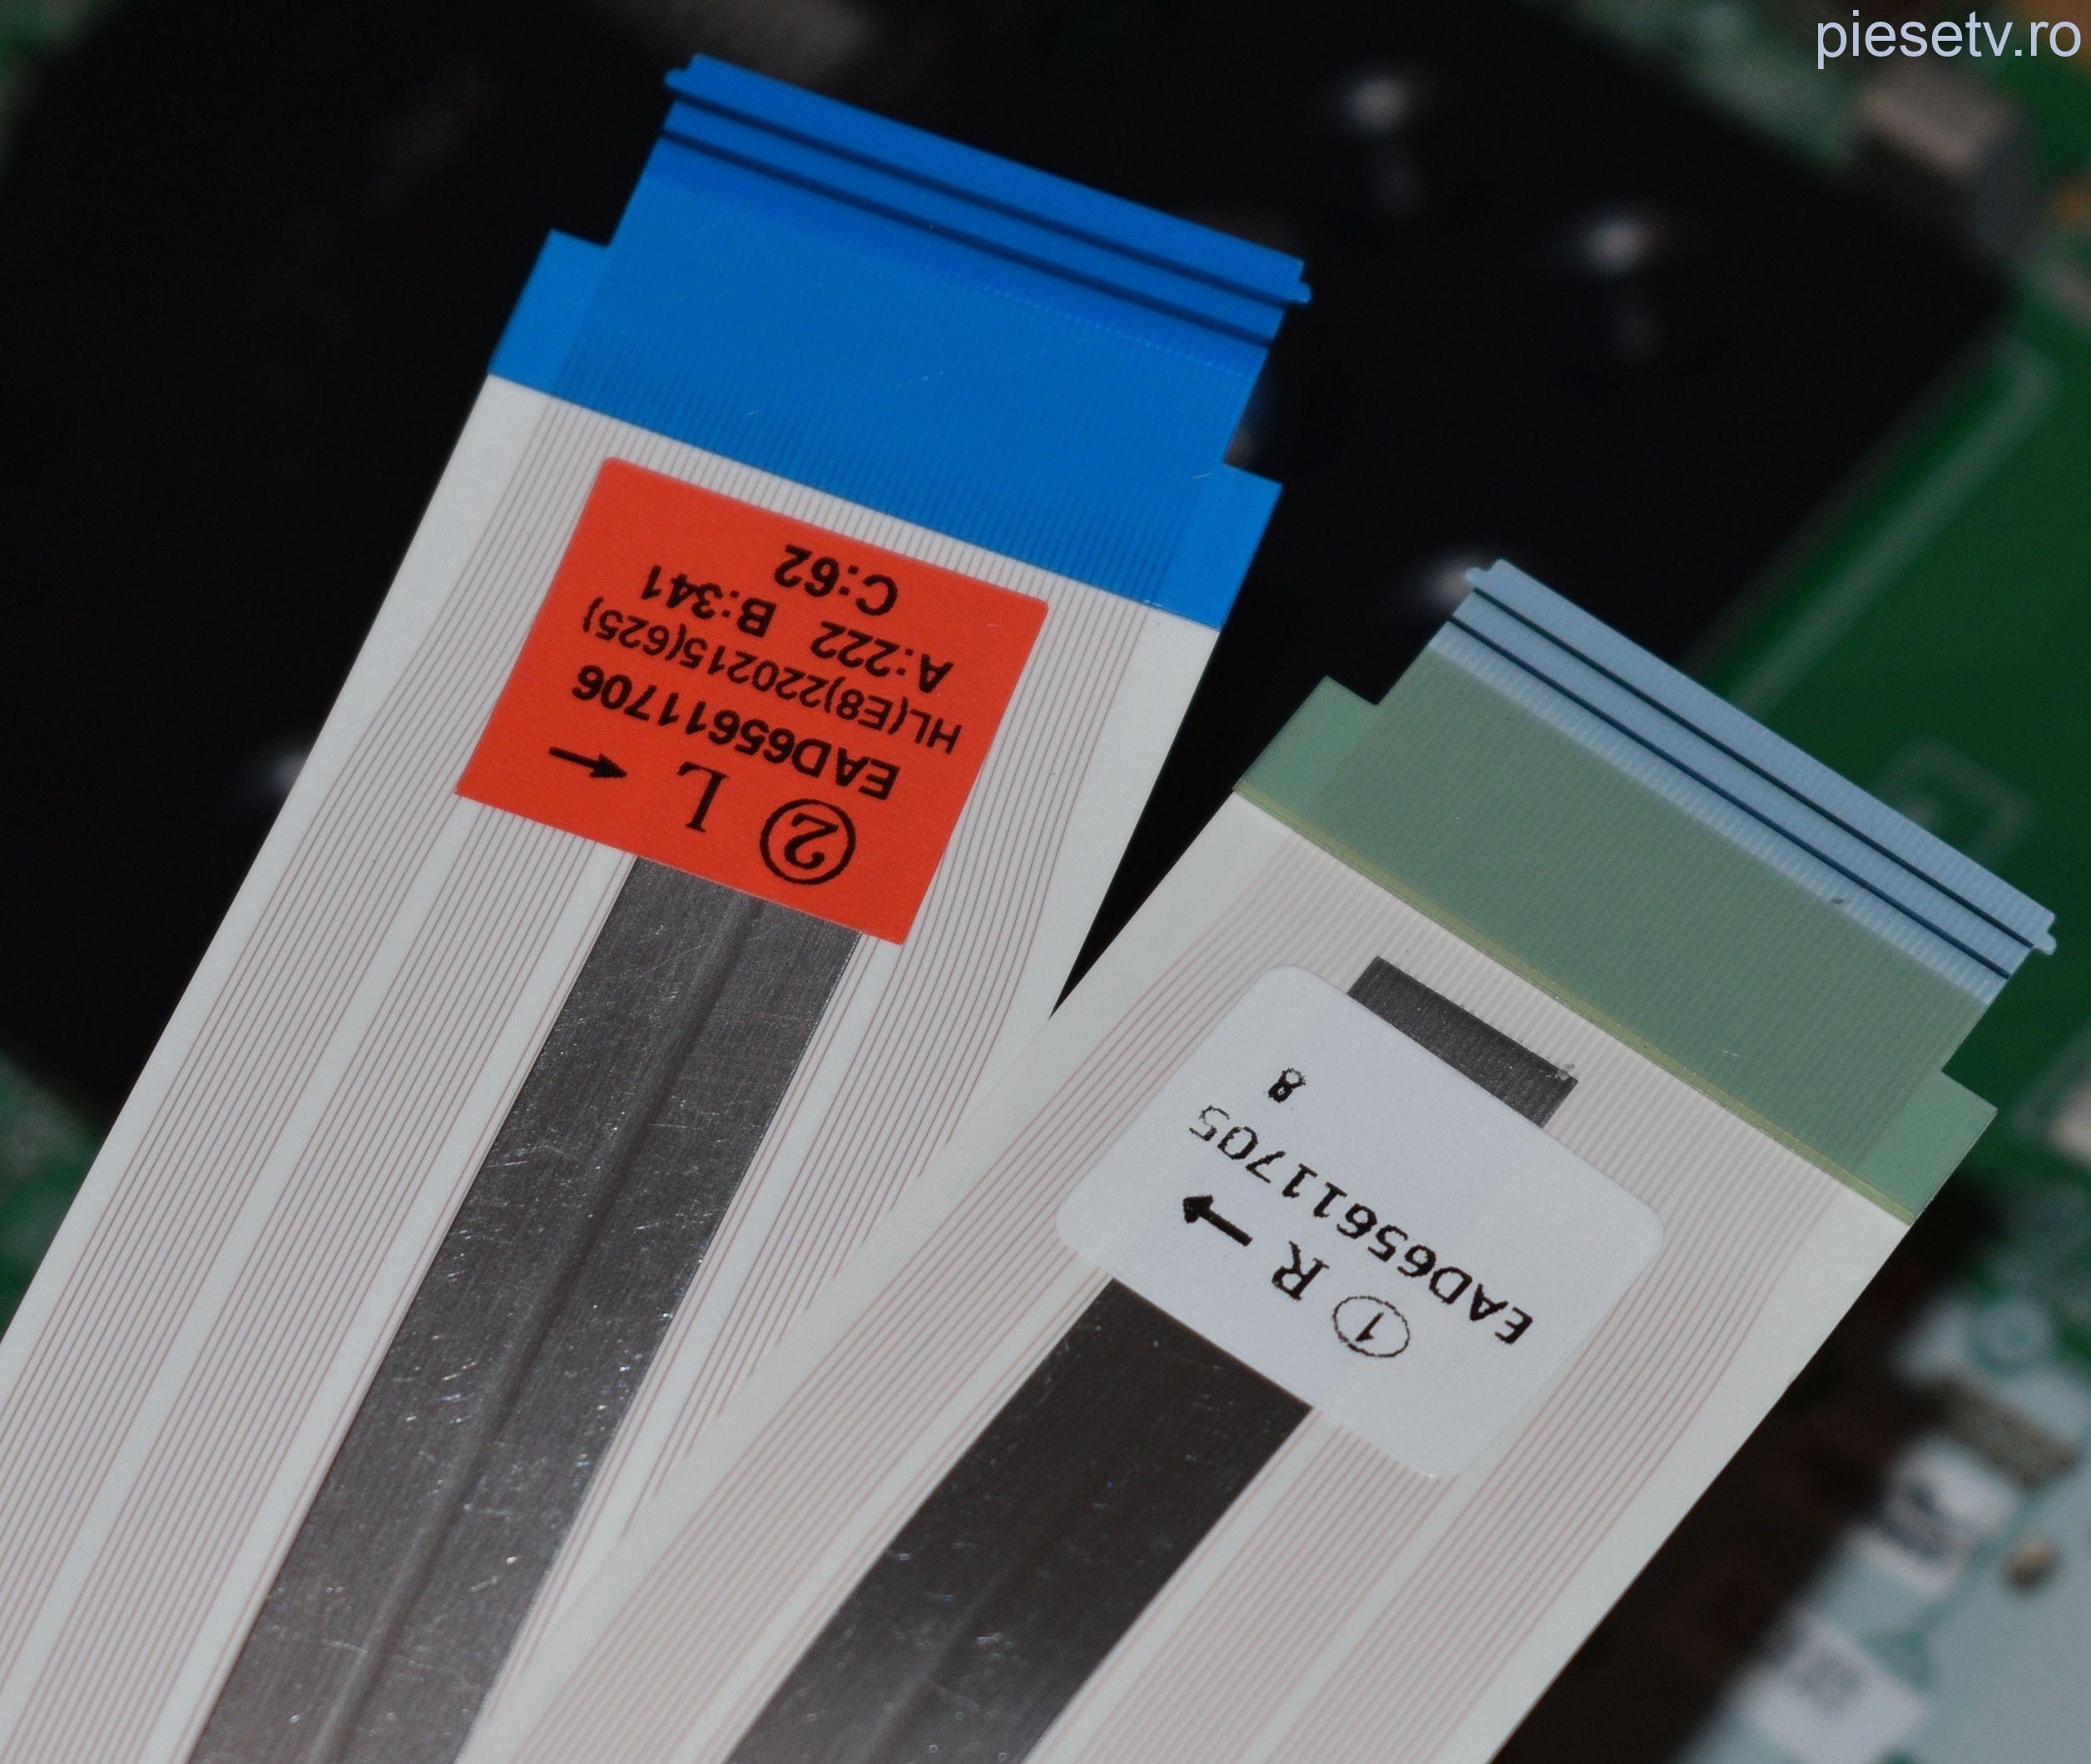 piesetv.ro
② L →
EAD65611706
HL(E8)220215(625)
A:222 B:341
C:62
① R →
EAD65611705
8